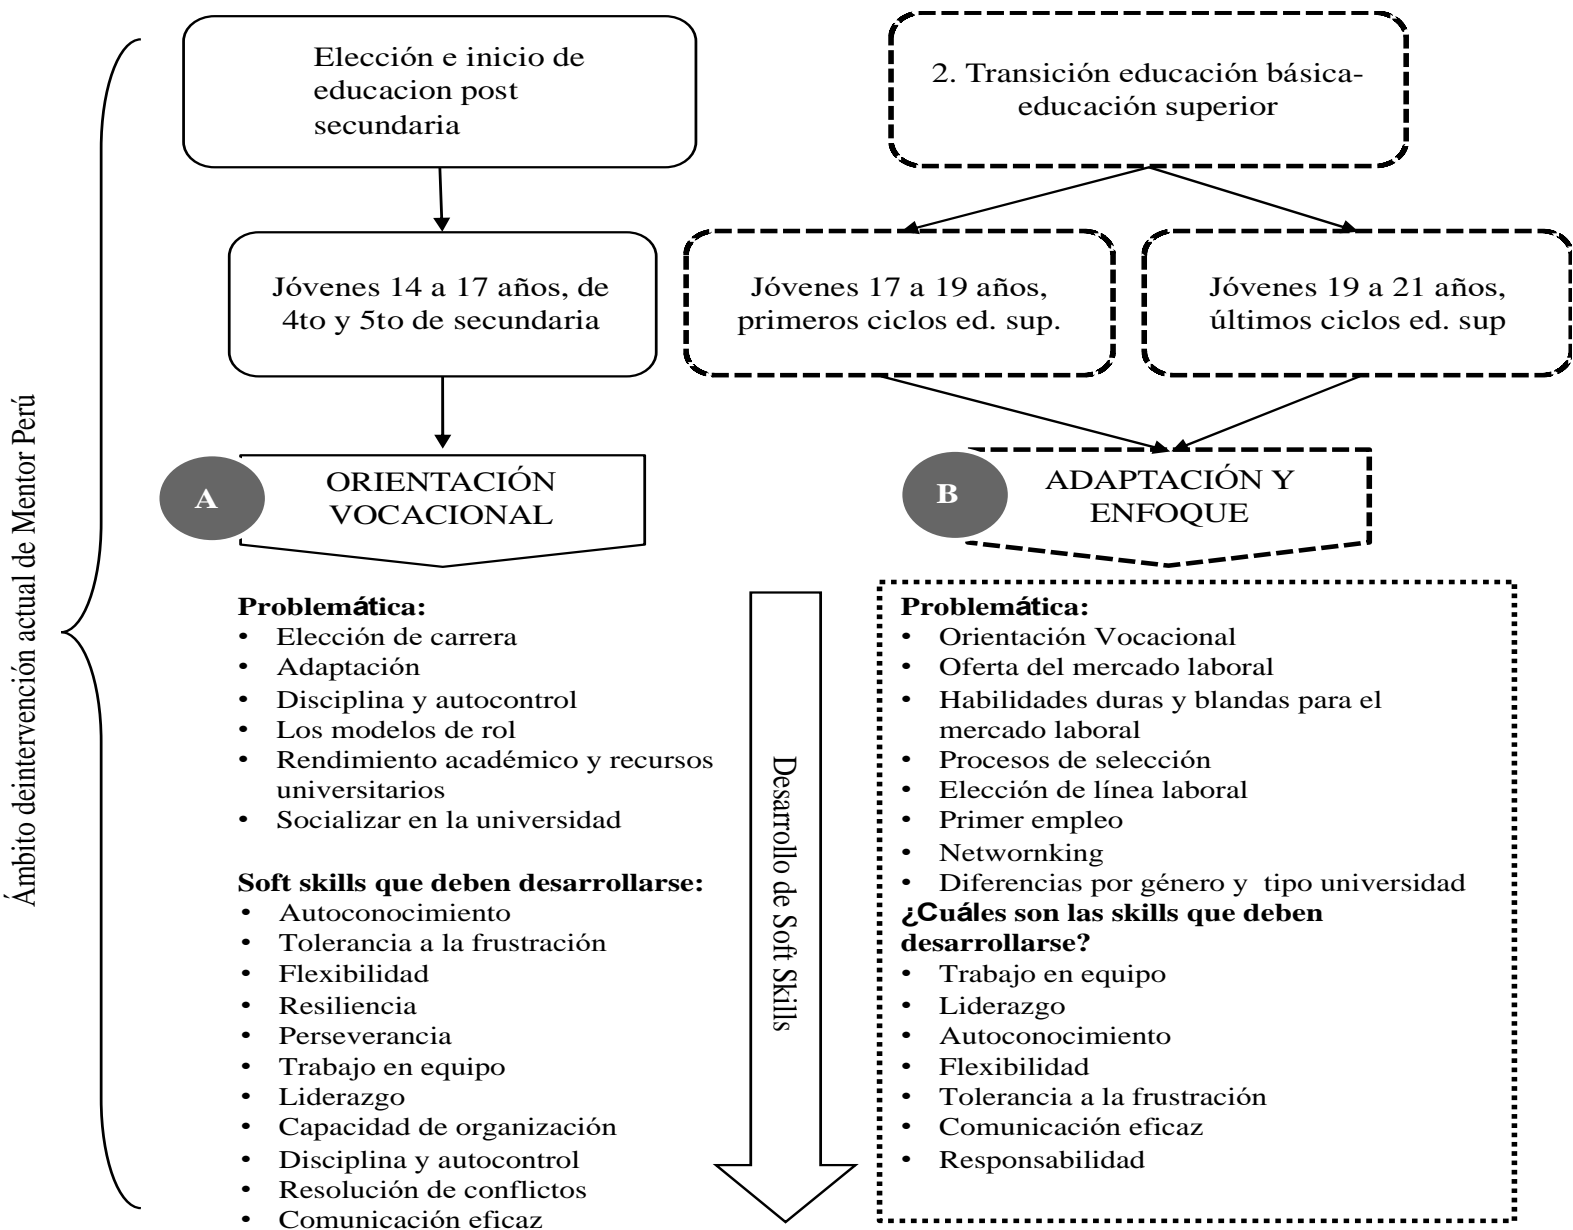 Ámbito deintervención actual de Mentor Perú
Elección e inicio de
educacion post
secundaria
Jóvenes 14 a 17 años, de
4to y 5to de secundaria
A
ORIENTACIÓN
VOCACIONAL
Problemática:
• Elección de carrera
• Adaptación
• Disciplina y autocontrol
• Los modelos de rol
• Rendimiento académico y recursos
universitarios
• Socializar en la universidad
Soft skills que deben desarrollarse:
• Autoconocimiento
• Tolerancia a la frustración
• Flexibilidad
• Resiliencia
• Perseverancia
• Trabajo en equipo
• Liderazgo
• Capacidad de organización
• Disciplina y autocontrol
• Resolución de conflictos
• Comunicación eficaz
Desarrollo de Soft Skills
2. Transición educación básica-
educación superior
Jóvenes 17 a 19 años,
primeros ciclos ed. sup.
Jóvenes 19 a 21 años,
últimos ciclos ed. sup
B
ADAPTACIÓN Y
ENFOQUE
Problemática:
• Orientación Vocacional
• Oferta del mercado laboral
• Habilidades duras y blandas para el
mercado laboral
• Procesos de selección
• Elección de línea laboral
• Primer empleo
• Networnking
• Diferencias por género y tipo universidad
¿Cuáles son las skills que deben
desarrollarse?
• Trabajo en equipo
• Liderazgo
• Autoconocimiento
• Flexibilidad
• Tolerancia a la frustración
• Comunicación eficaz
• Responsabilidad